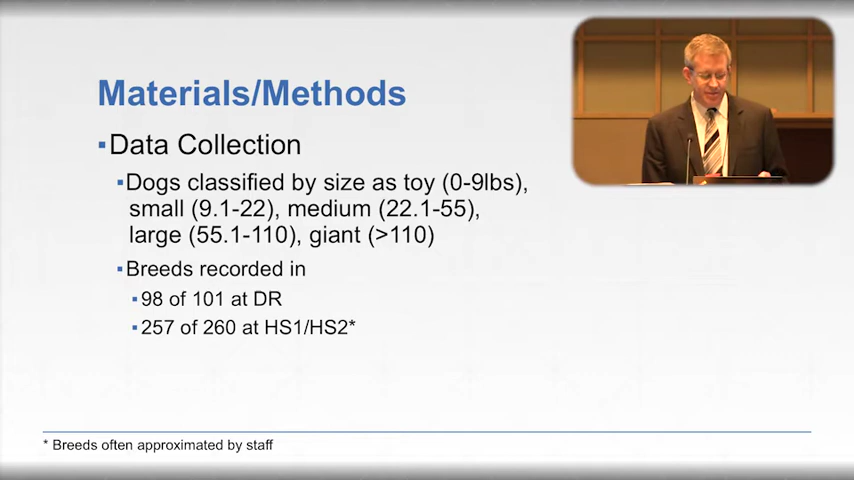 Materials/Methods
▪Data Collection
▪Dogs classified by size as toy (0-9lbs),
small (9.1-22), medium (22.1-55),
large (55.1-110), giant (>110)
▪Breeds recorded in
▪98 of 101 at DR
▪257 of 260 at HS1/HS2*
* Breeds often approximated by staff